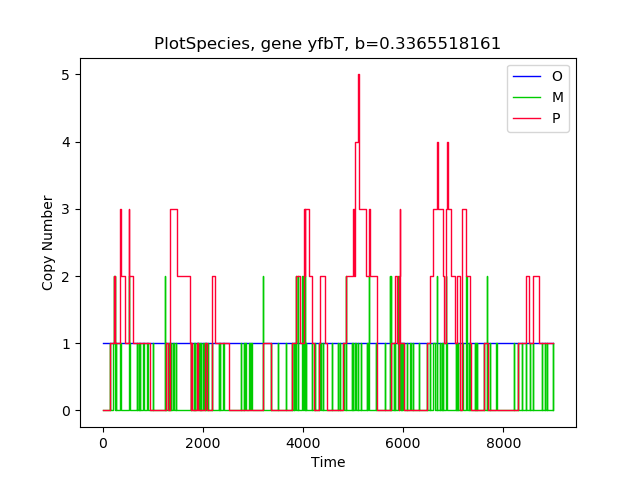 PlotSpecies, gene yfbT, b=0.3365518161
O
M
P
5
4
3
2
1
0
Copy Number
0 2000 4000 6000 8000
Time